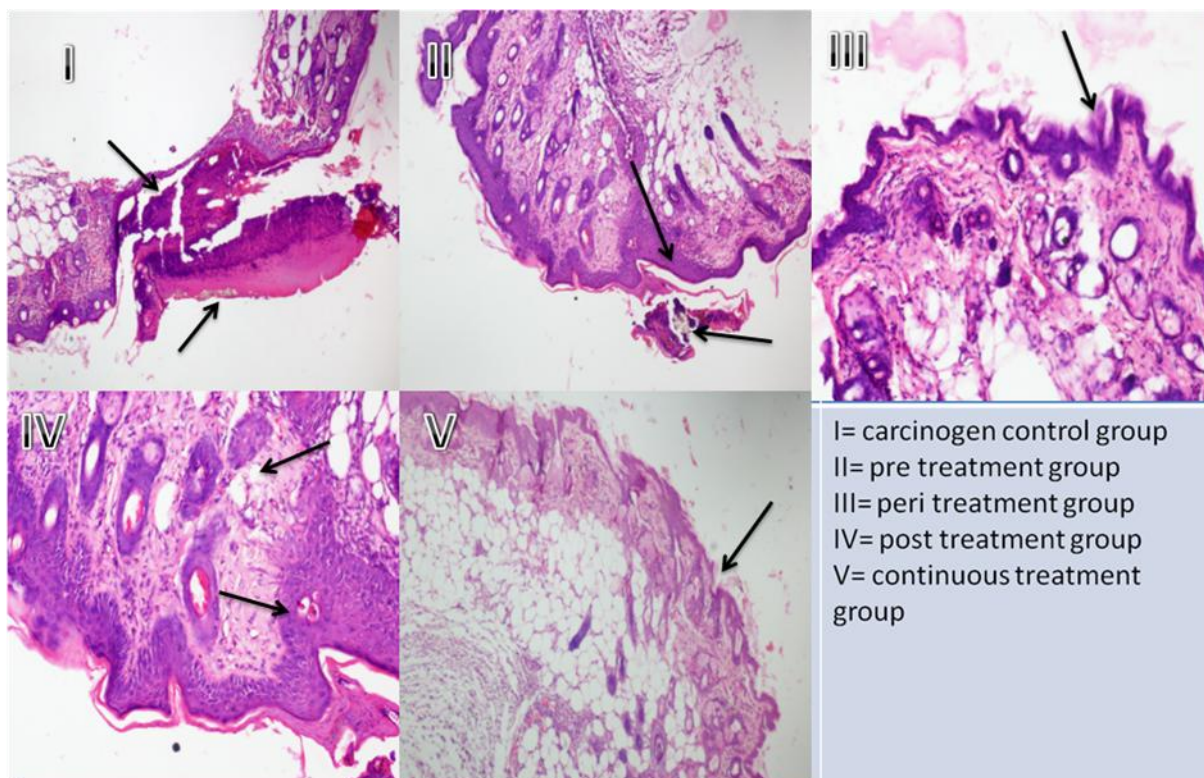 I
II
III
IV
V
I= carcinogen control group
II= pre treatment group
III= peri treatment group
IV= post treatment group
V= continuous treatment
group